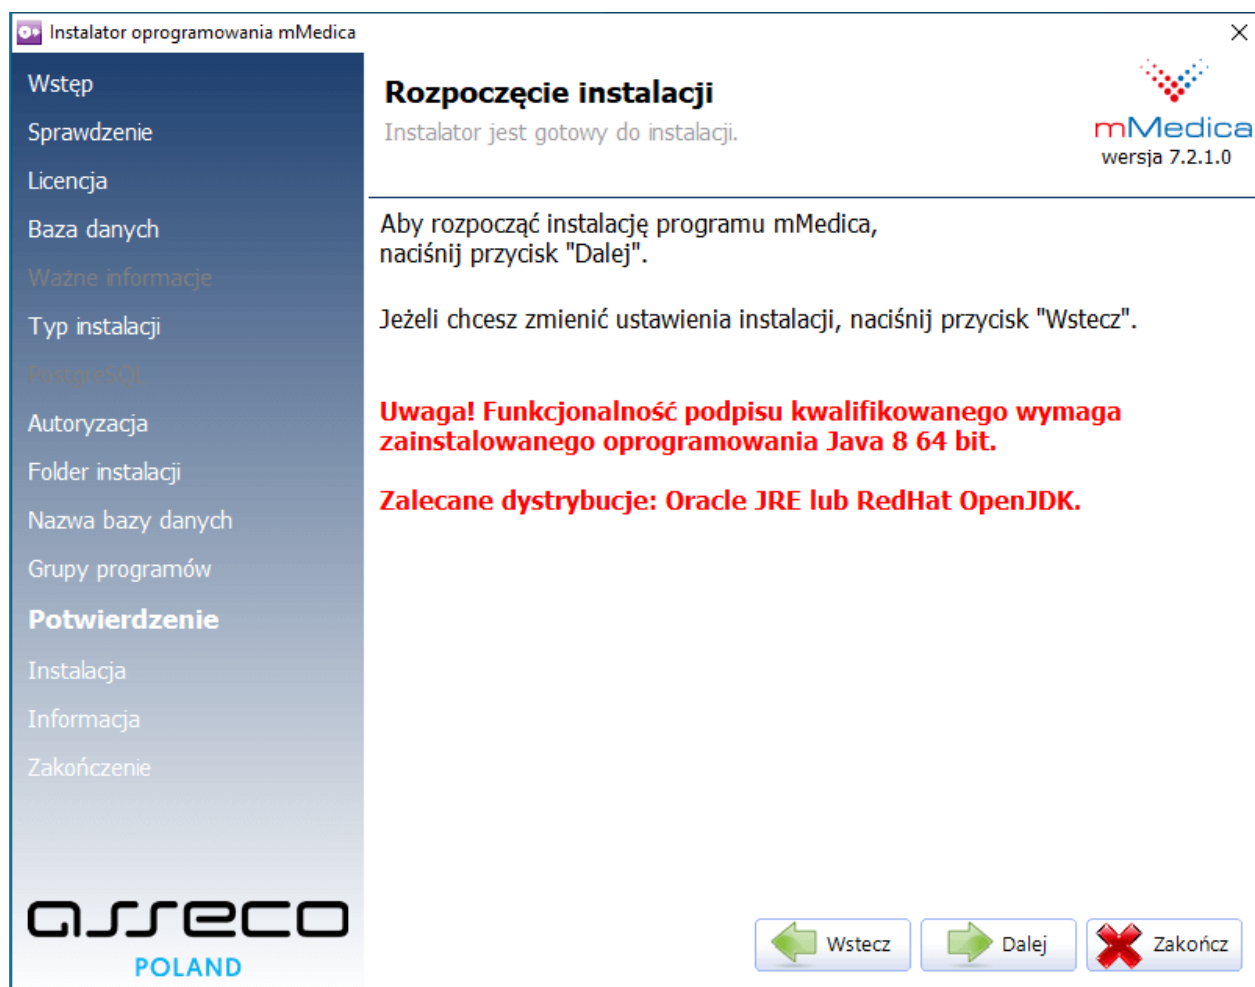 Instalator oprogramowania mMedica
Wstęp
Sprawdzenie
Licencja
Baza danych
Ważne informacje
Typ instalacji
PostgreSQL
Autoryzacja
Folder instalacji
Nazwa bazy danych
Grupy programów
Potwierdzenie
Instalacja
Informacja
Zakończenie
asseco
POLAND
Rozpoczęcie instalacji
Instalator jest gotowy do instalacji.
mMedica
wersja 7.2.1.0
Aby rozpocząć instalację programu mMedica,
naciśnij przycisk "Dalej".
Jeżeli chcesz zmienić ustawienia instalacji, naciśnij przycisk "Wstecz".
Uwaga! Funkcjonalność podpisu kwalifikowanego wymaga
zainstalowanego oprogramowania Java 8 64 bit.
Zalecane dystrybucje: Oracle JRE lub RedHat OpenJDK.
Wstecz
Dalej
Zakończ